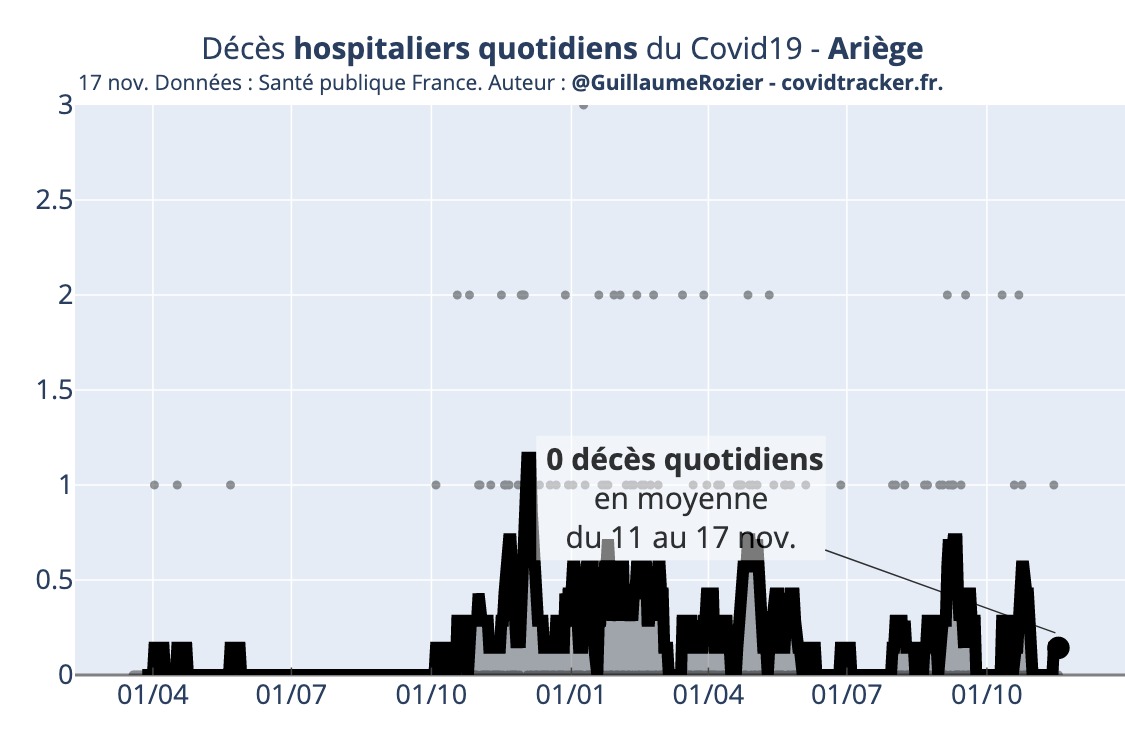 Décès hospitaliers quotidiens du Covid19 - Ariège
17 nov. Données : Santé publique France. Auteur : @GuillaumeRozier - covidtracker.fr.
3
2.5
2
1.5
1
0.5
0
0 décès quotidiens
en moyenne
du 11 au 17 nov.
01/04 01/07 01/10 01/01 01/04 01/07 01/10